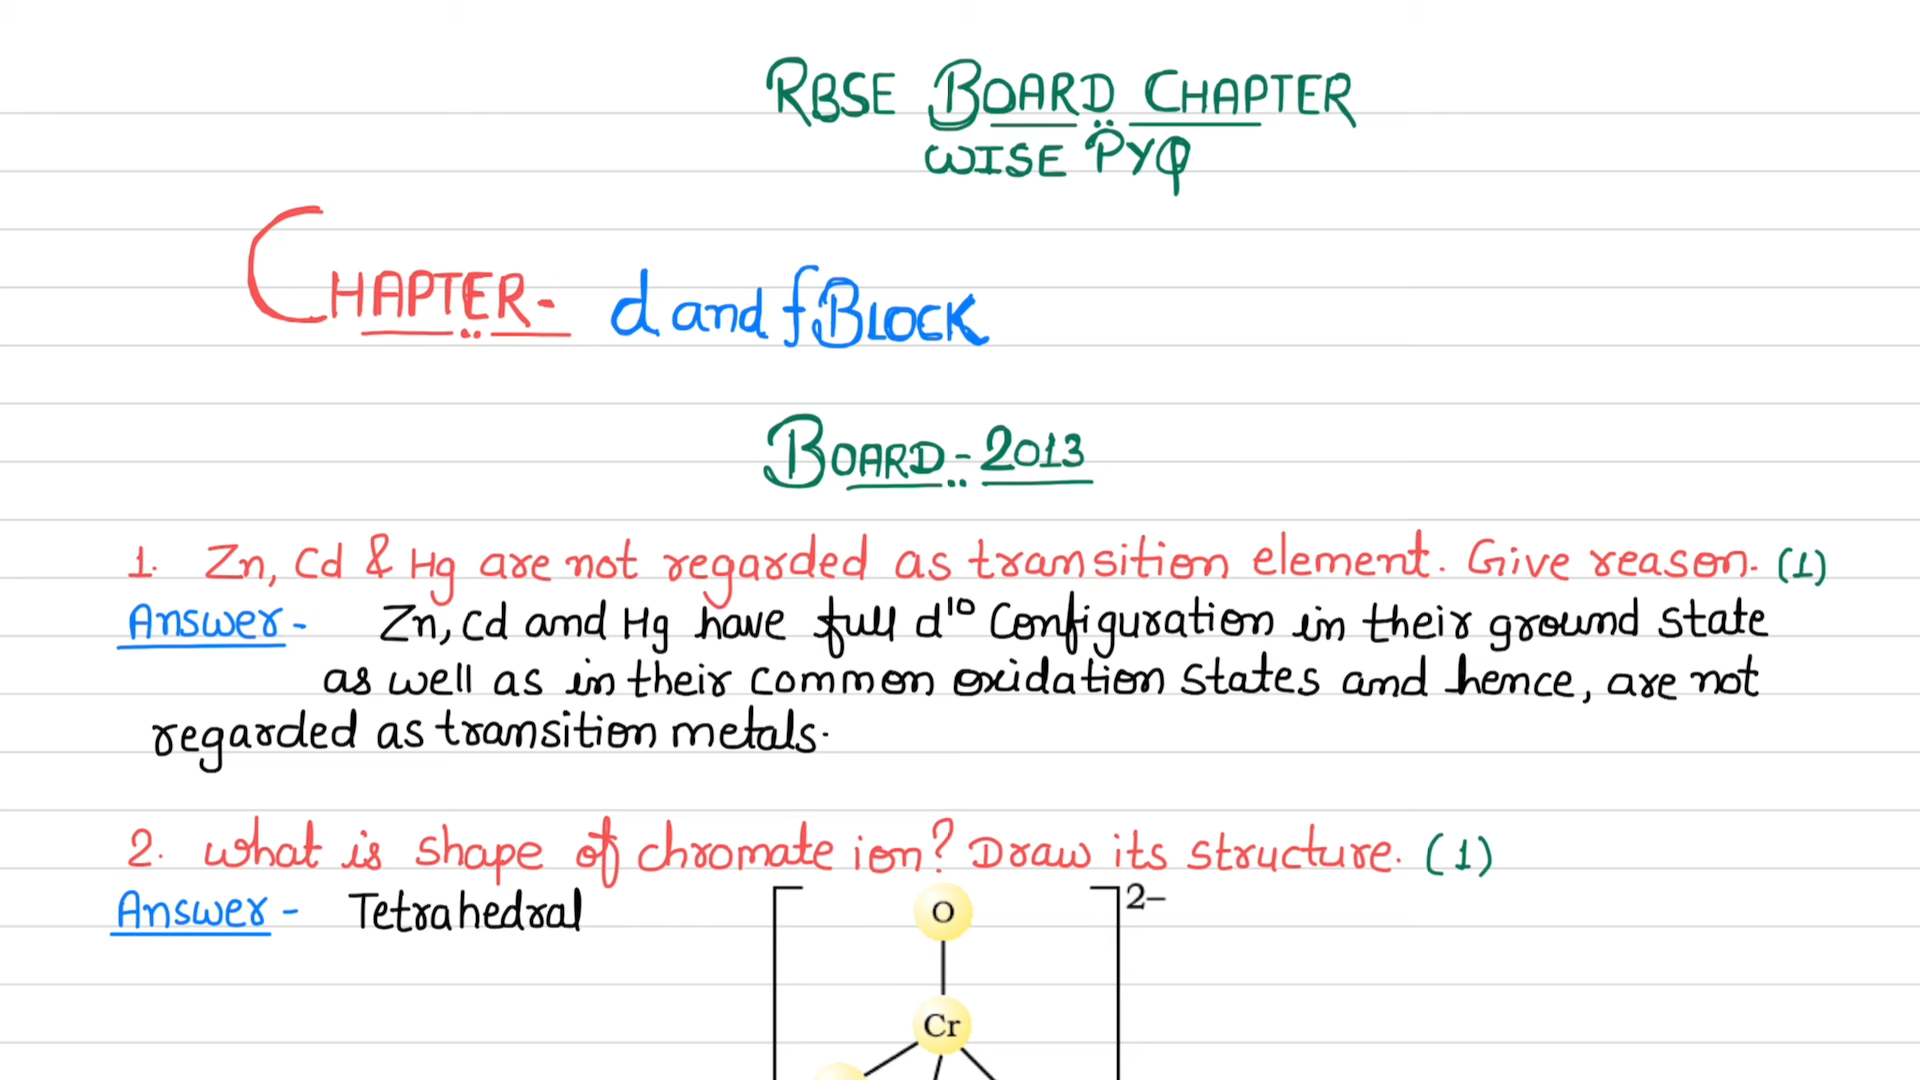 RBSE BOARD CHAPTER
WISE PYQ
CHAPTER- d and f BLOCK
BOARD-2013
1. Zn, Cd & Hg are not regarded as transition element. Give reason. (1)
Answer- Zn, Cd and Hg have full d¹⁰ Configuration in their ground state
as well as in their common oxidation states and hence, are not
regarded as transition metals.
2. What is shape of chromate ion? Draw its structure. (1)
Answer- Tetrahedral
2–
O
Cr